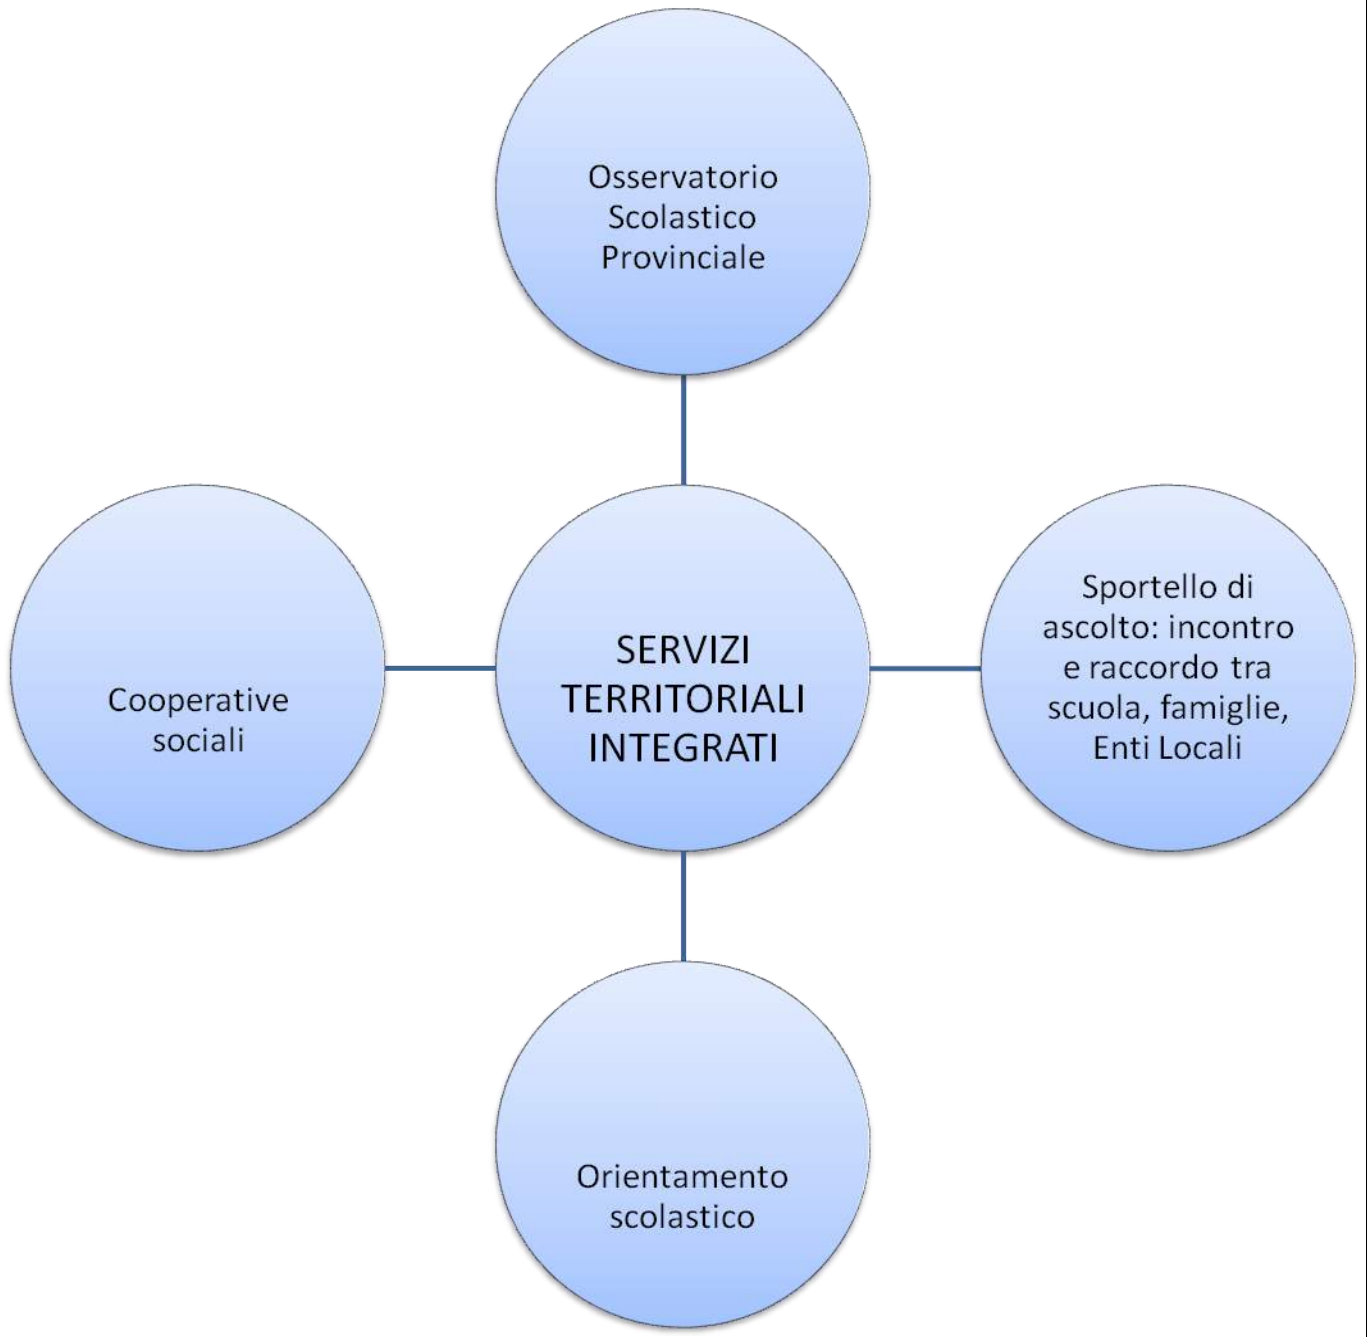 Osservatorio
Scolastico
Provinciale
Cooperative
sociali
SERVIZI
TERRITORIALI
INTEGRATI
Sportello di
ascolto: incontro
e raccordo tra
scuola, famiglie,
Enti Locali
Orientamento
scolastico